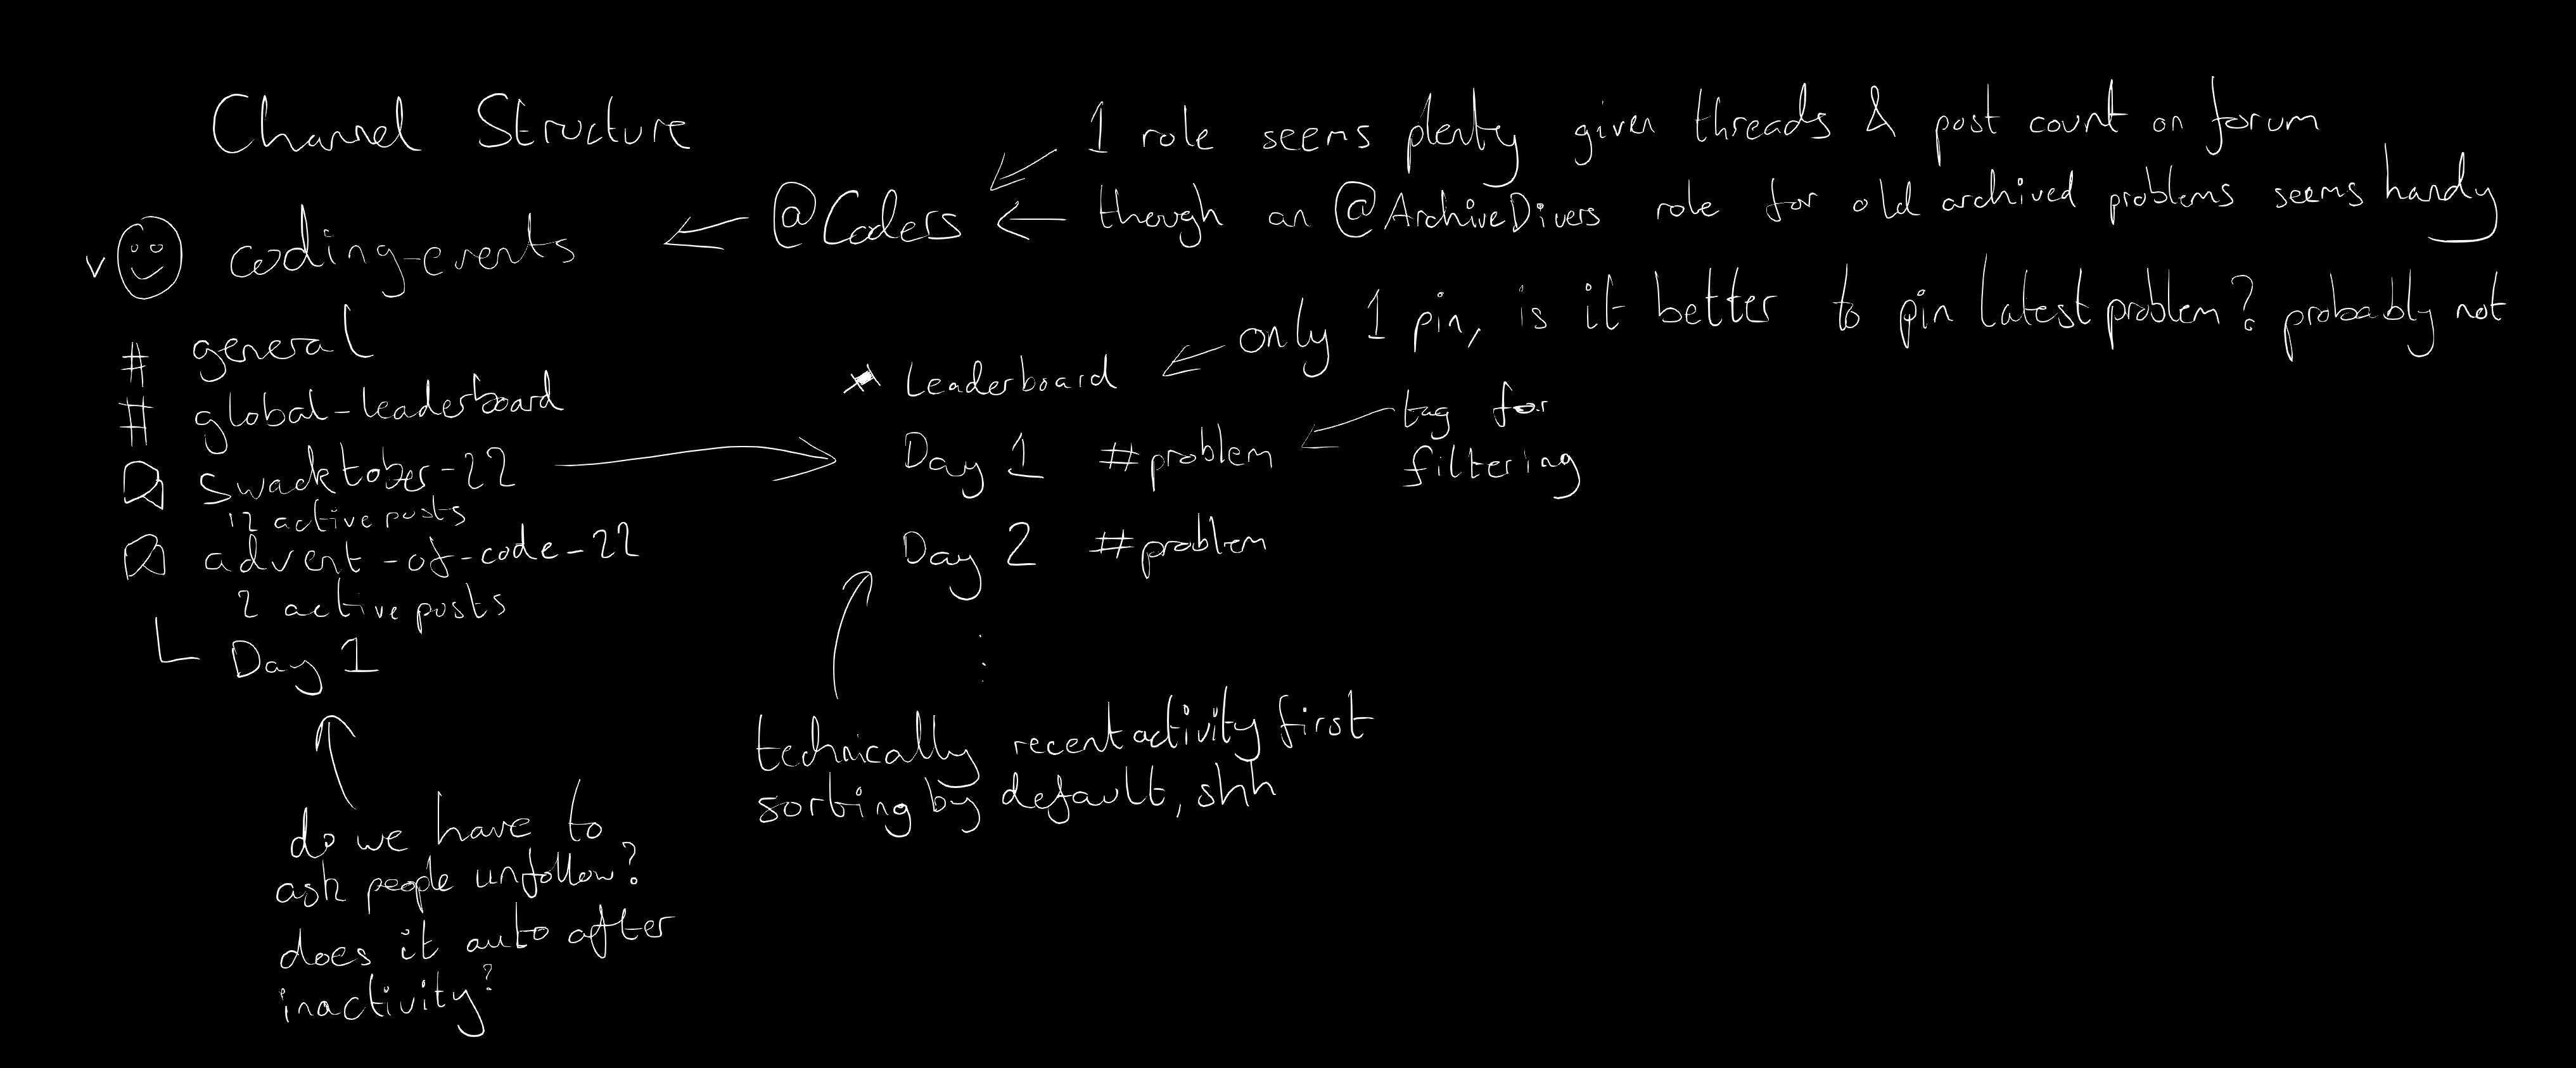 Channel Structure
1 role seems plenty given threads & post count on forum
though an @ArchiveDivers role for old archived problems seems handy
@Coders
v coding-events
# general
# global-leaderboard
swacktober-22
12 active posts
advent-of-code-22
2 active posts
Day 1
do we have to
ask people unfollow?
does it auto after
inactivity?
only 1 pin, is it better to pin latest problem? probably not
Leaderboard
Day 1 #problem
tag for
filtering
Day 2 #problem
technically recent activity first
sorting by default, shh